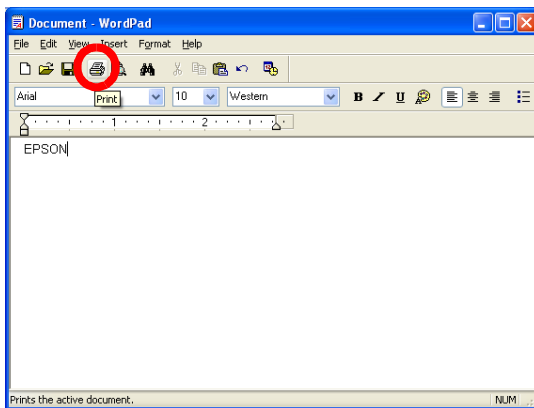 Document - WordPad
File Edit View Insert Format Help
Arial Print 10 Western B I U
1 2
EPSON
Prints the active document. NUM